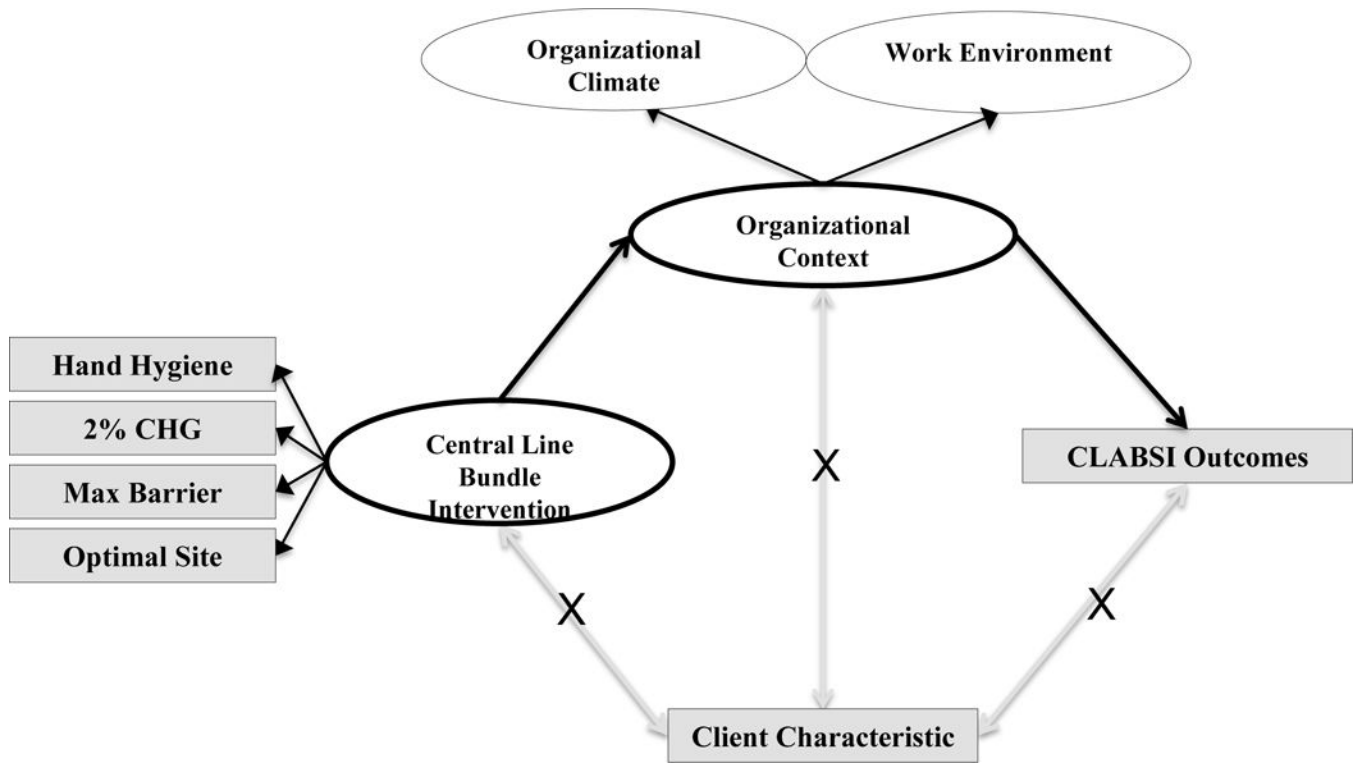 Organizational
Climate
Work Environment
Organizational
Context
Hand Hygiene
2% CHG
Max Barrier
Optimal Site
Central Line
Bundle
Intervention
CLABSI Outcomes
X
X
X
Client Characteristic